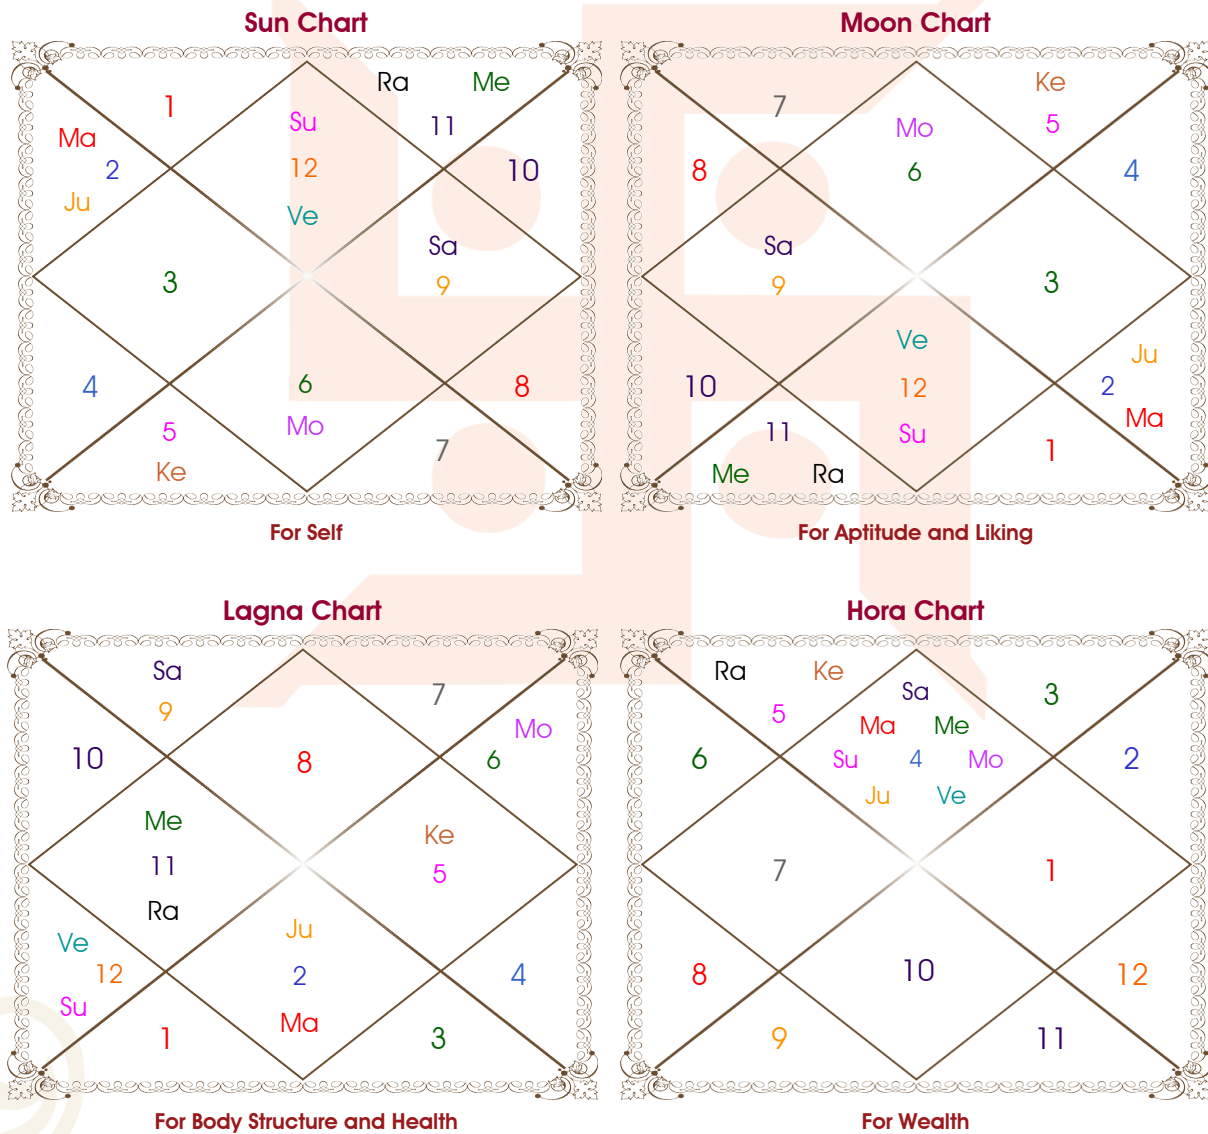 Sun Chart
Ra Me
1 Su 11
Ma 2 12 10
Ju Ve
Sa
3 9
4 6 8
5 Mo 7
Ke
For Self
Moon Chart
Ke
7 Mo 5
8 6 4
Sa
9 3
Ve Ju
10 12 2
11 Su Ma
Me Ra 1
For Aptitude and Liking
Lagna Chart
Sa 7
9 Mo
10 8 6
Me Ke
11 5
Ra
Ve Ju
12 2 4
Su Ma
1 3
For Body Structure and Health
Hora Chart
Ra Ke
5 Sa 3
Ma Me
6 Su 4 Mo 2
Ju Ve
7 1
8 10 12
9 11
For Wealth